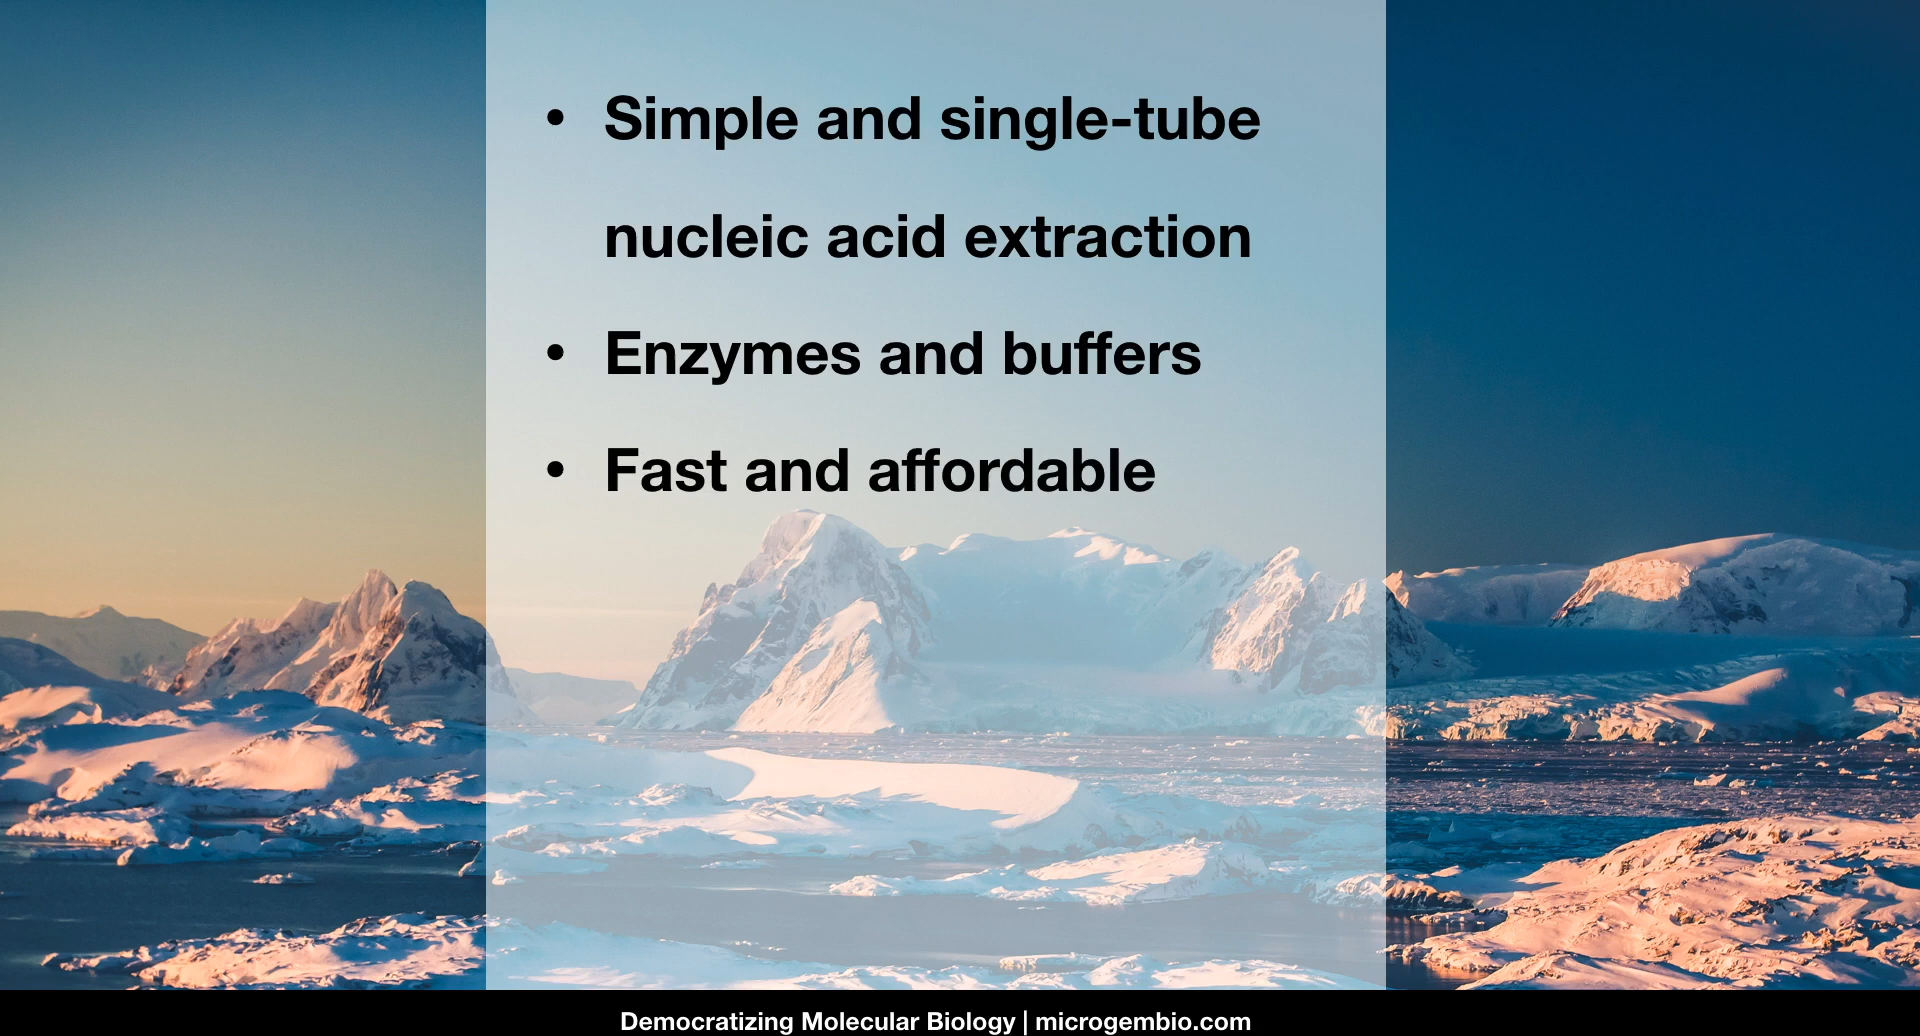 • Simple and single-tube
nucleic acid extraction
• Enzymes and buffers
• Fast and affordable
Democratizing Molecular Biology | microgembio.com